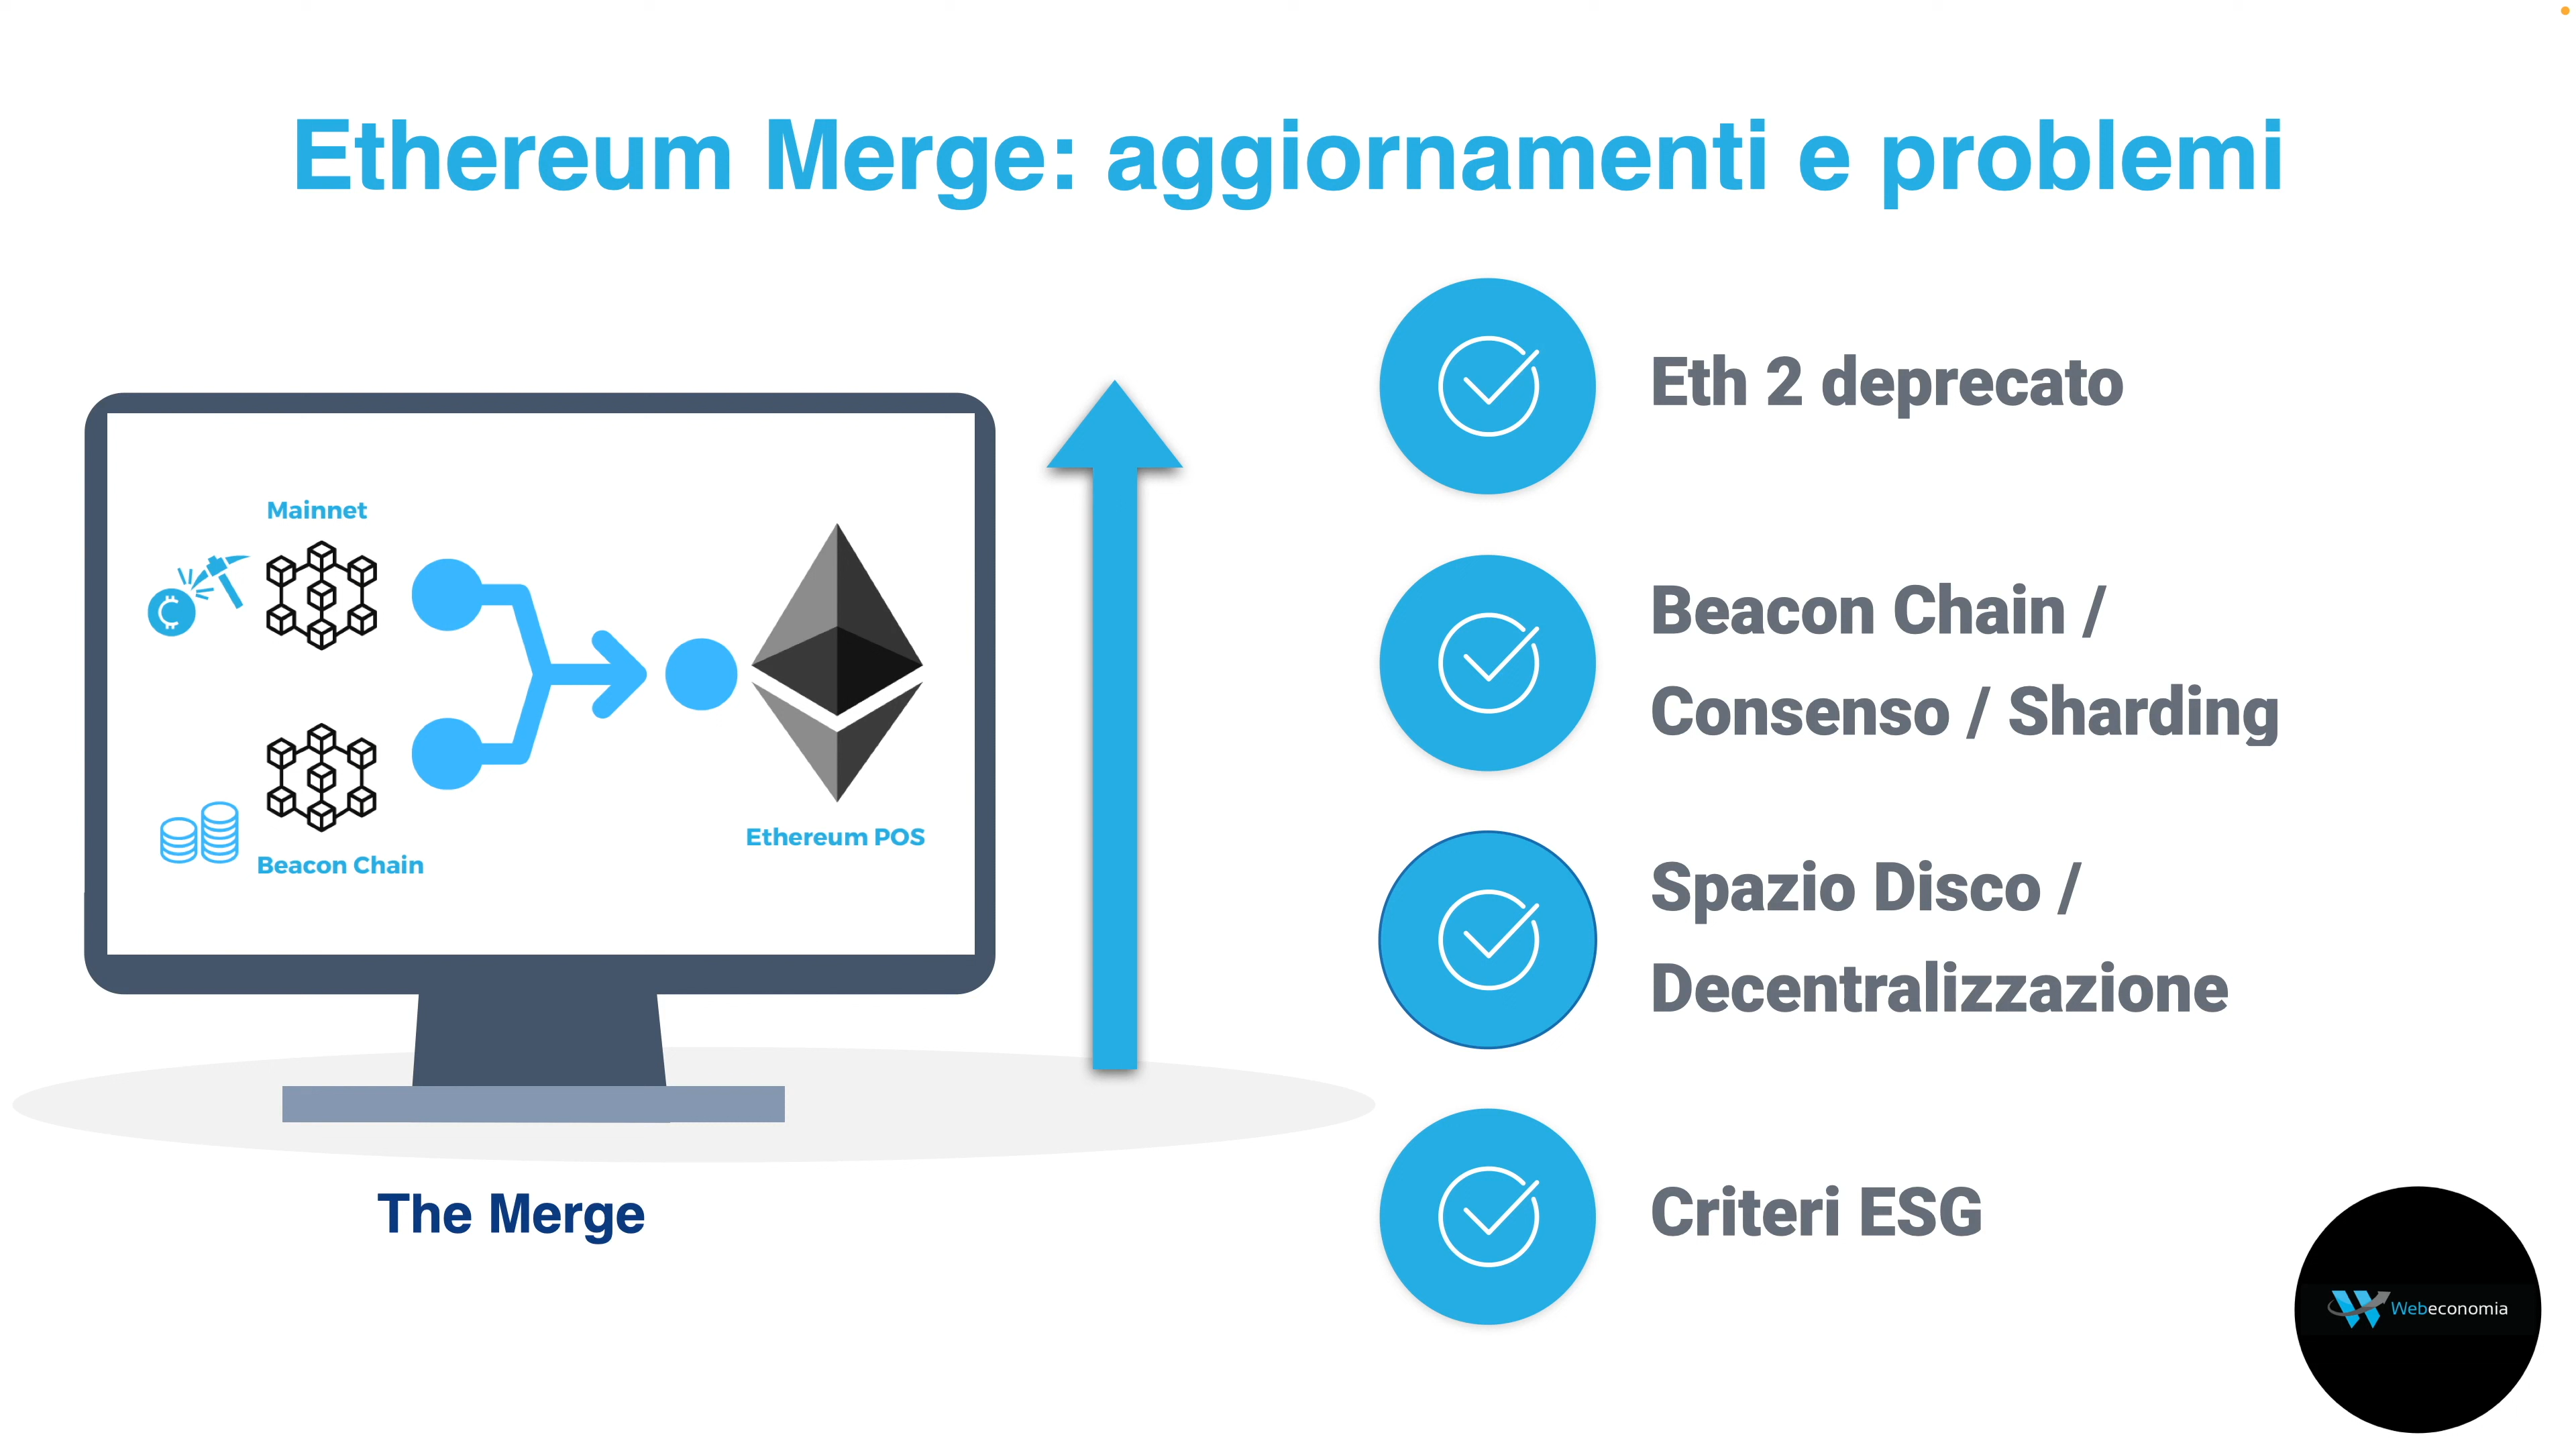 Ethereum Merge: aggiornamenti e problemi
Mainnet
Beacon Chain
Ethereum POS
The Merge
Eth 2 deprecato
Beacon Chain /
Consenso / Sharding
Spazio Disco /
Decentralizzazione
Criteri ESG
Webeconomia